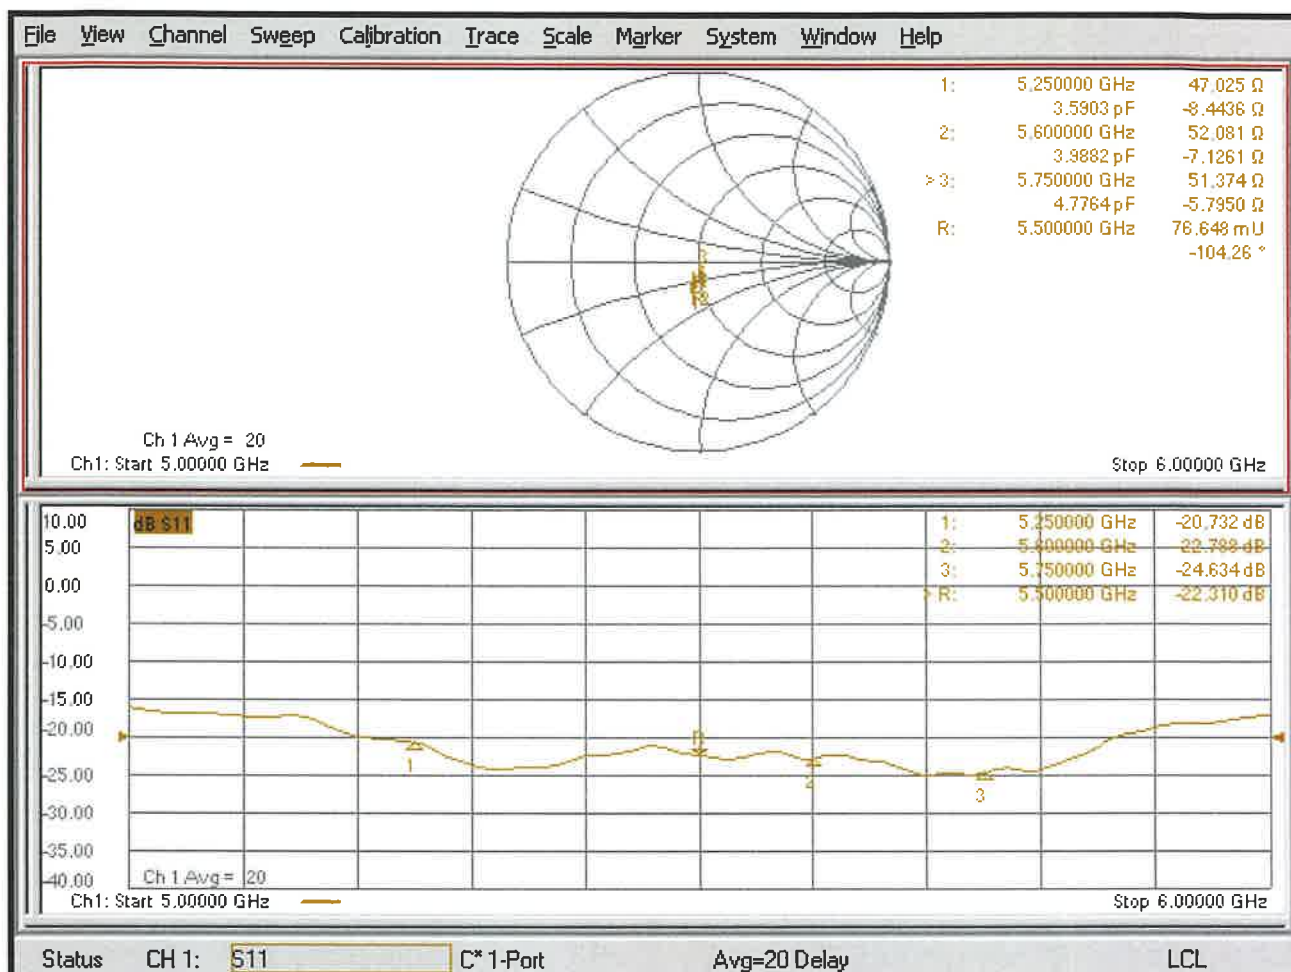 File View Channel Sweep Calibration Trace Scale Marker System Window Help
1: 5.250000 GHz 47.025 Ω
3.5903 pF -8.4436 Ω
2: 5.600000 GHz 52.081 Ω
3.9882 pF -7.1261 Ω
> 3: 5.750000 GHz 51.374 Ω
4.7764 pF -5.7950 Ω
R: 5.500000 GHz 76.648 mU
-104.26 °
Ch 1 Avg = 20
Ch1: Start 5.00000 GHz Stop 6.00000 GHz
10.00 dB S11 1: 5.250000 GHz -20.732 dB
5.00 2: 5.600000 GHz -22.788 dB
3: 5.750000 GHz -24.634 dB
0.00 > R: 5.500000 GHz -22.310 dB
-5.00
-10.00
-15.00
-20.00
R
-25.00 1 2 3
-30.00
-35.00
-40.00 Ch 1 Avg = 20
Ch1: Start 5.00000 GHz Stop 6.00000 GHz
Status CH 1: S11 C* 1-Port Avg=20 Delay LCL